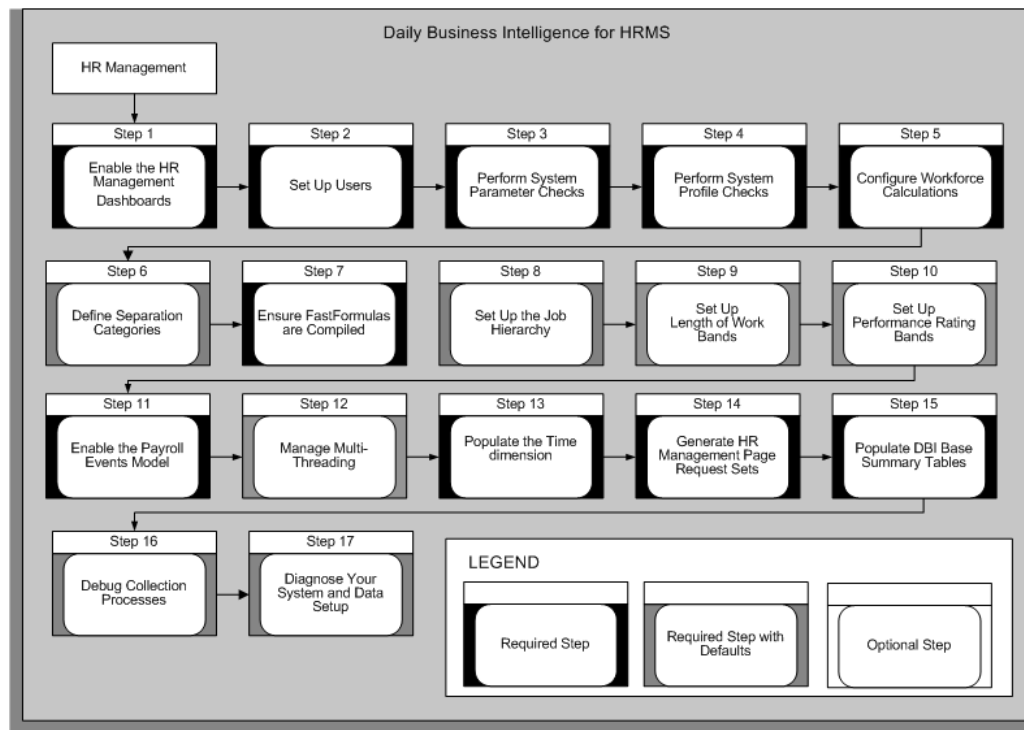 Daily Business Intelligence for HRMS
HR Management
Step 1
Enable the HR
Management
Dashboards
Step 2
Set Up Users
Step 3
Perform System
Parameter Checks
Step 4
Perform System
Profile Checks
Step 5
Configure Workforce
Calculations
Step 6
Define Separation
Categories
Step 7
Ensure FastFormulas
are Compiled
Step 8
Set Up the Job
Hierarchy
Step 9
Set Up
Length of Work
Bands
Step 10
Set Up
Performance Rating
Bands
Step 11
Enable the Payroll
Events Model
Step 12
Manage Multi-
Threading
Step 13
Populate the Time
dimension
Step 14
Generate HR
Management Page
Request Sets
Step 15
Populate DBI Base
Summary Tables
Step 16
Debug Collection
Processes
Step 17
Diagnose Your
System and Data
Setup
LEGEND
Required Step
Required Step with
Defaults
Optional Step